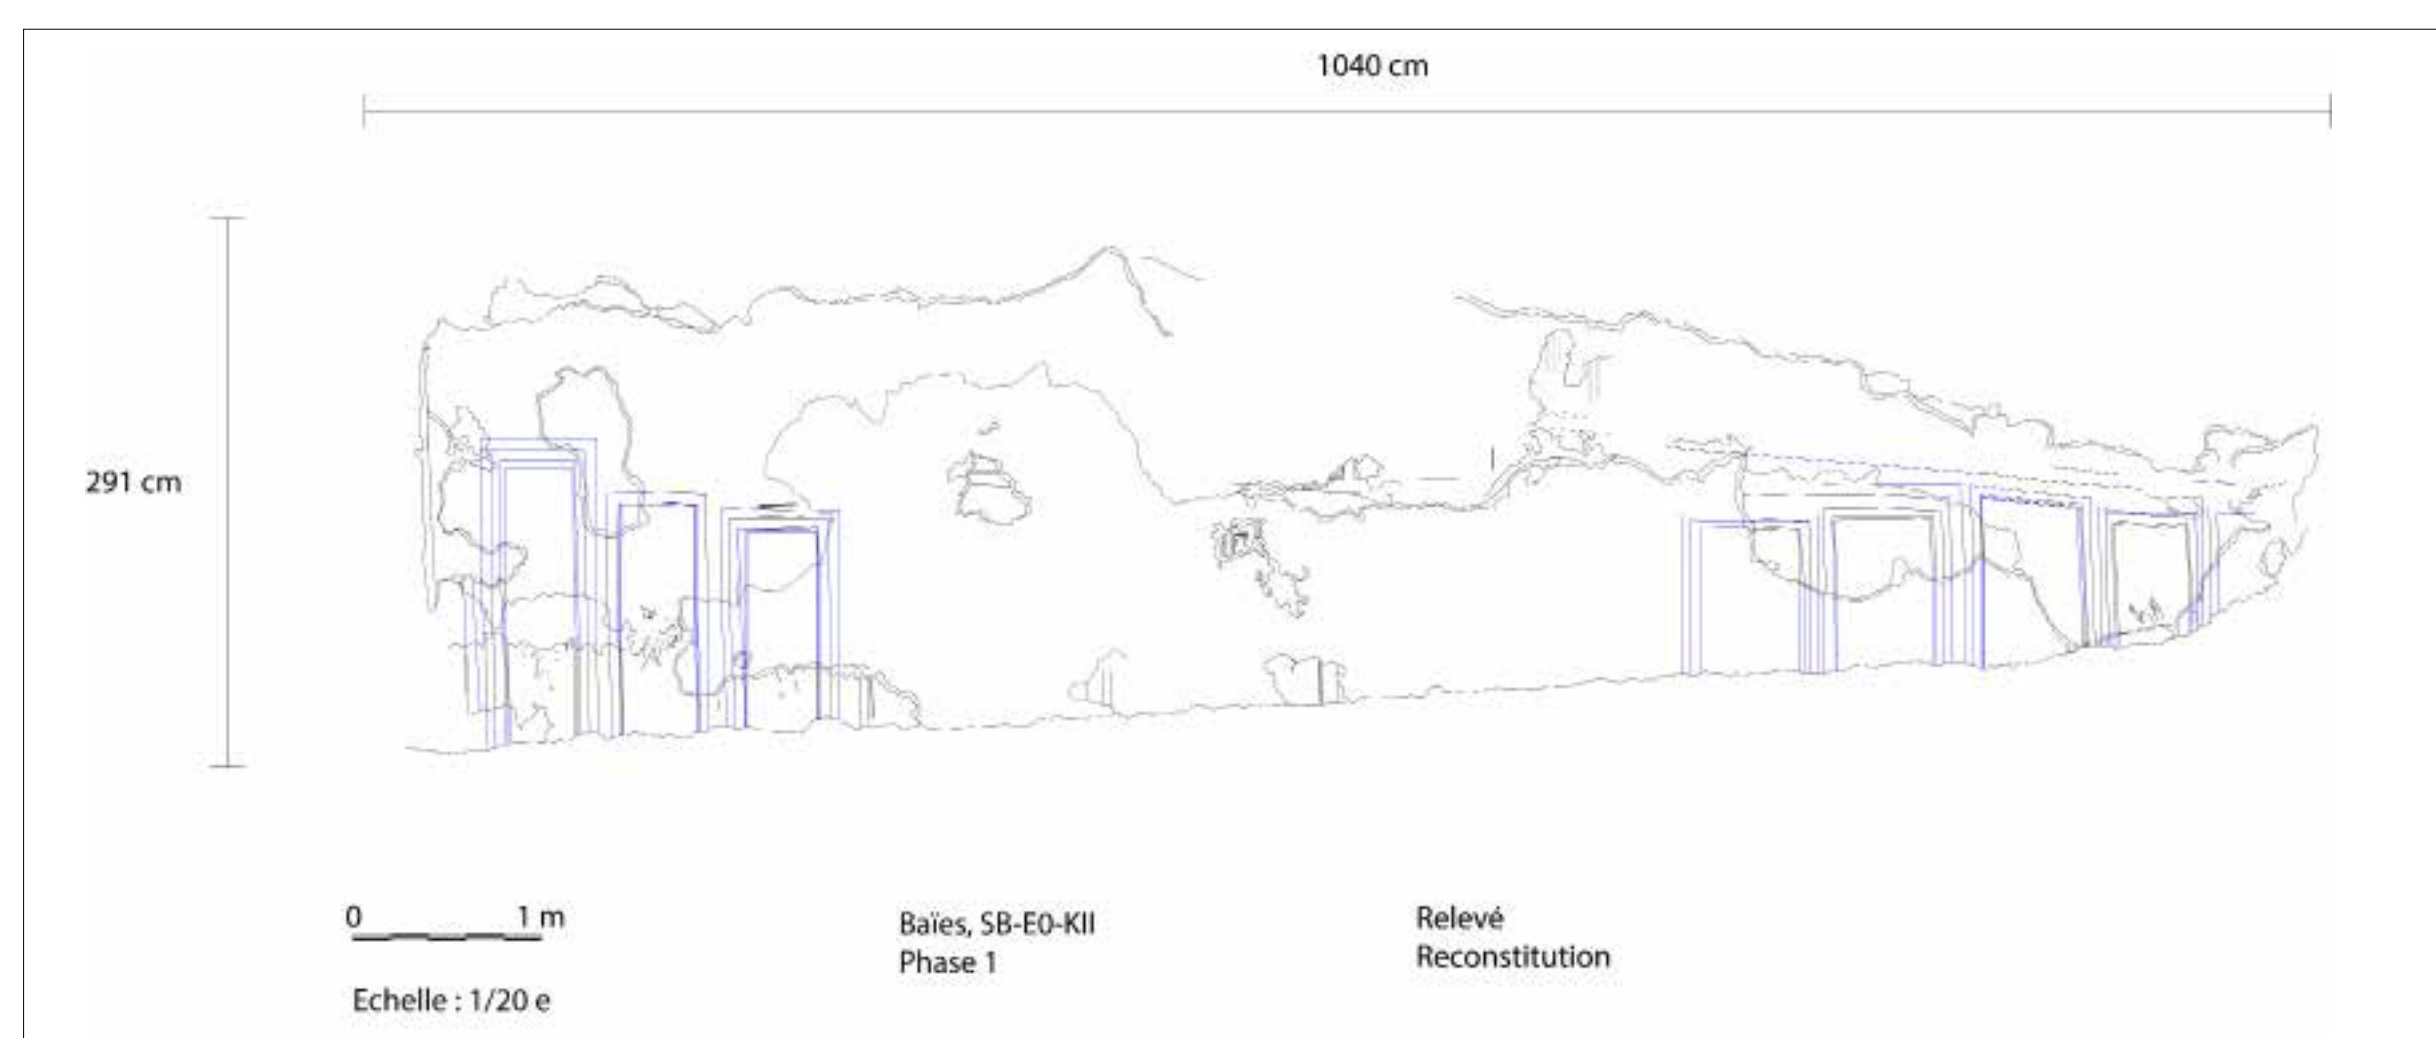 1040 cm
291 cm
0 1 m
Echelle : 1/20 e
Baïes, SB-E0-KII
Phase 1
Relevé
Reconstitution